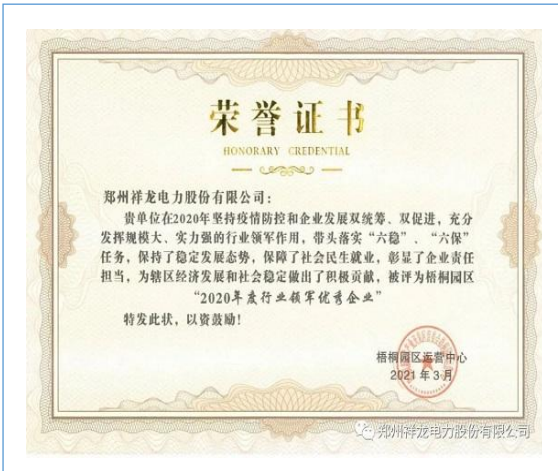 荣誉证书
HONORARY CREDENTIAL
郑州祥龙电力股份有限公司：
贵单位在2020年坚持疫情防控和企业发展双统筹、双促进，充分
发挥规模大、实力强的行业领军作用，带头落实“六稳”、“六保”
任务，保持了稳定发展态势，保障了社会民生就业，彰显了企业责任
担当，为辖区经济发展和社会稳定做出了积极贡献，被评为梧桐园区
“2020年度行业领军优秀企业”
特发此状，以资鼓励！
梧桐园区运营中心
2021年3月
郑州祥龙电力股份有限公司